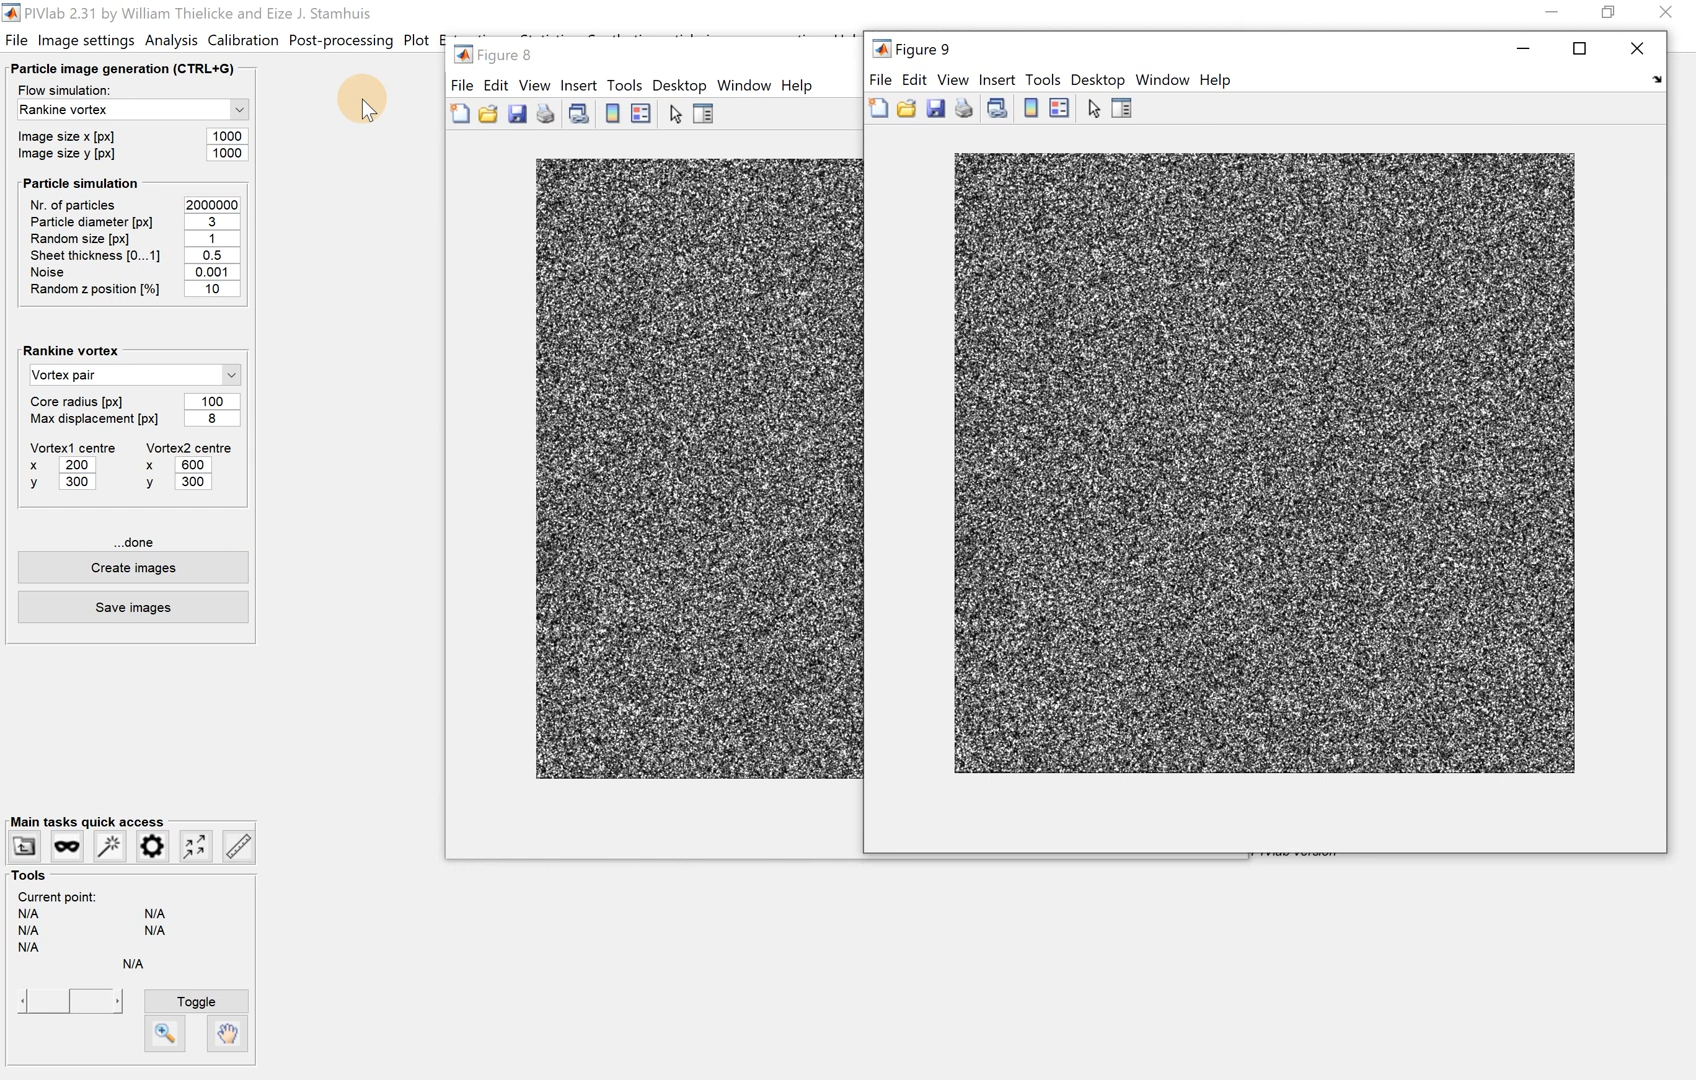 PIVlab 2.31 by William Thielicke and Eize J. Stamhuis
File Image settings Analysis Calibration Post-processing Plot
Particle image generation (CTRL+G)
Flow simulation:
Rankine vortex
Image size x [px] 1000
Image size y [px] 1000
Particle simulation
Nr. of particles 2000000
Particle diameter [px] 3
Random size [px] 1
Sheet thickness [0...1] 0.5
Noise 0.001
Random z position [%] 10
Rankine vortex
Vortex pair
Core radius [px] 100
Max displacement [px] 8
Vortex1 centre Vortex2 centre
x 200 x 600
y 300 y 300
...done
Create images
Save images
Main tasks quick access
Tools
Current point:
N/A N/A
N/A N/A
N/A
N/A
Toggle
Figure 8
File Edit View Insert Tools Desktop Window Help
Figure 9
File Edit View Insert Tools Desktop Window Help